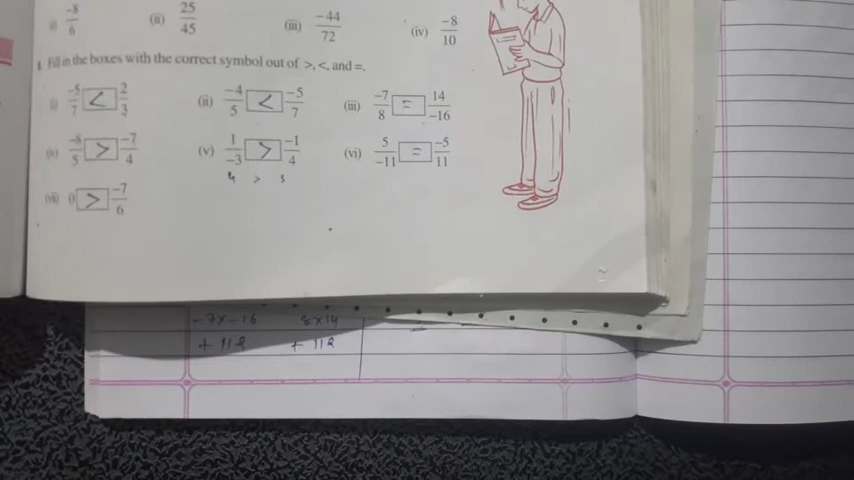 (i) -8/6 (ii) 25/45 (iii) -44/72 (iv) -8/10
Fill in the boxes with the correct symbol out of >, <, and =.
(i) -5/7 < 2/3 (ii) -4/5 < -5/7 (iii) -7/8 = 14/-16
(iv) -8/5 > -7/4 (v) 1/-3 > -1/4 (vi) 5/-11 = -5/11
4 > 3
(vii) 0 > -7/6
-7x-16 8x14
+112 +112